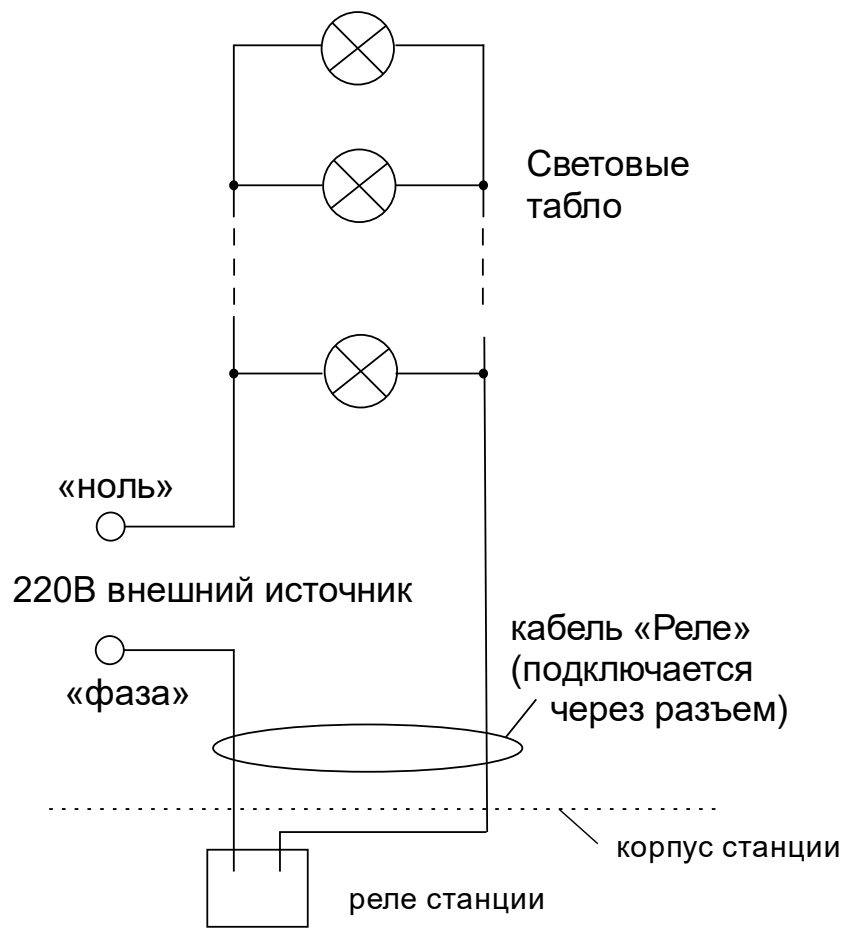 Световые
табло
«ноль»
220В внешний источник
«фаза»
кабель «Реле»
(подключается
через разъем)
корпус станции
реле станции